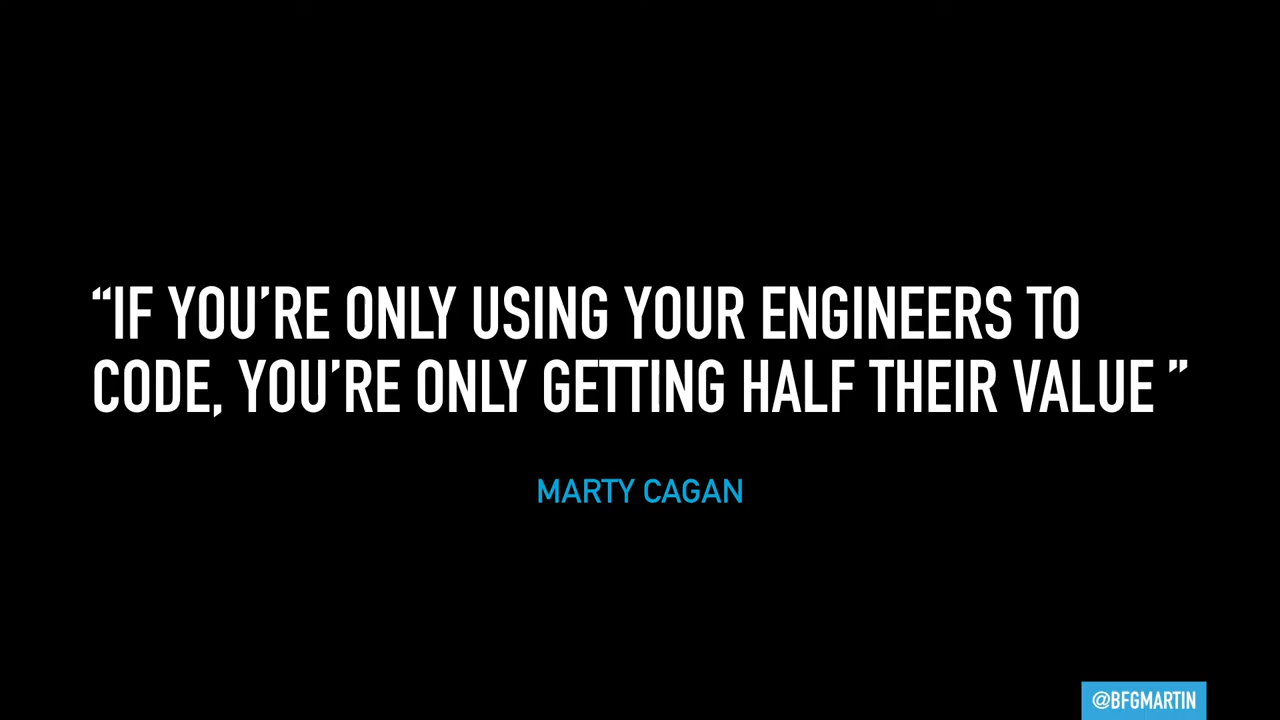 “IF YOU’RE ONLY USING YOUR ENGINEERS TO
CODE, YOU’RE ONLY GETTING HALF THEIR VALUE ”
MARTY CAGAN
@BFGMARTIN